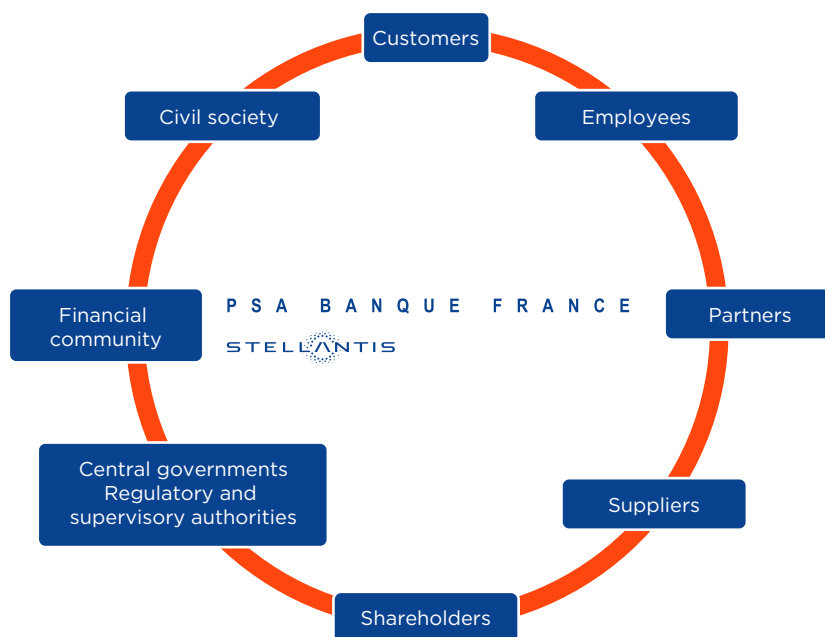 Customers
Civil society
Employees
Financial
community
PSA BANQUE FRANCE
STELLANTIS
Partners
Central governments
Regulatory and
supervisory authorities
Suppliers
Shareholders